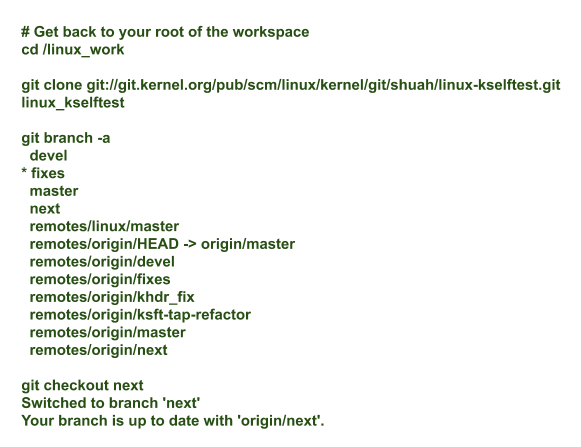 # Get back to your root of the workspace
cd /linux_work
git clone git://git.kernel.org/pub/scm/linux/kernel/git/shuah/linux-kselftest.git
linux_kselftest
git branch -a
devel
* fixes
master
next
remotes/linux/master
remotes/origin/HEAD -> origin/master
remotes/origin/devel
remotes/origin/fixes
remotes/origin/khdr_fix
remotes/origin/ksft-tap-refactor
remotes/origin/master
remotes/origin/next
git checkout next
Switched to branch 'next'
Your branch is up to date with 'origin/next'.